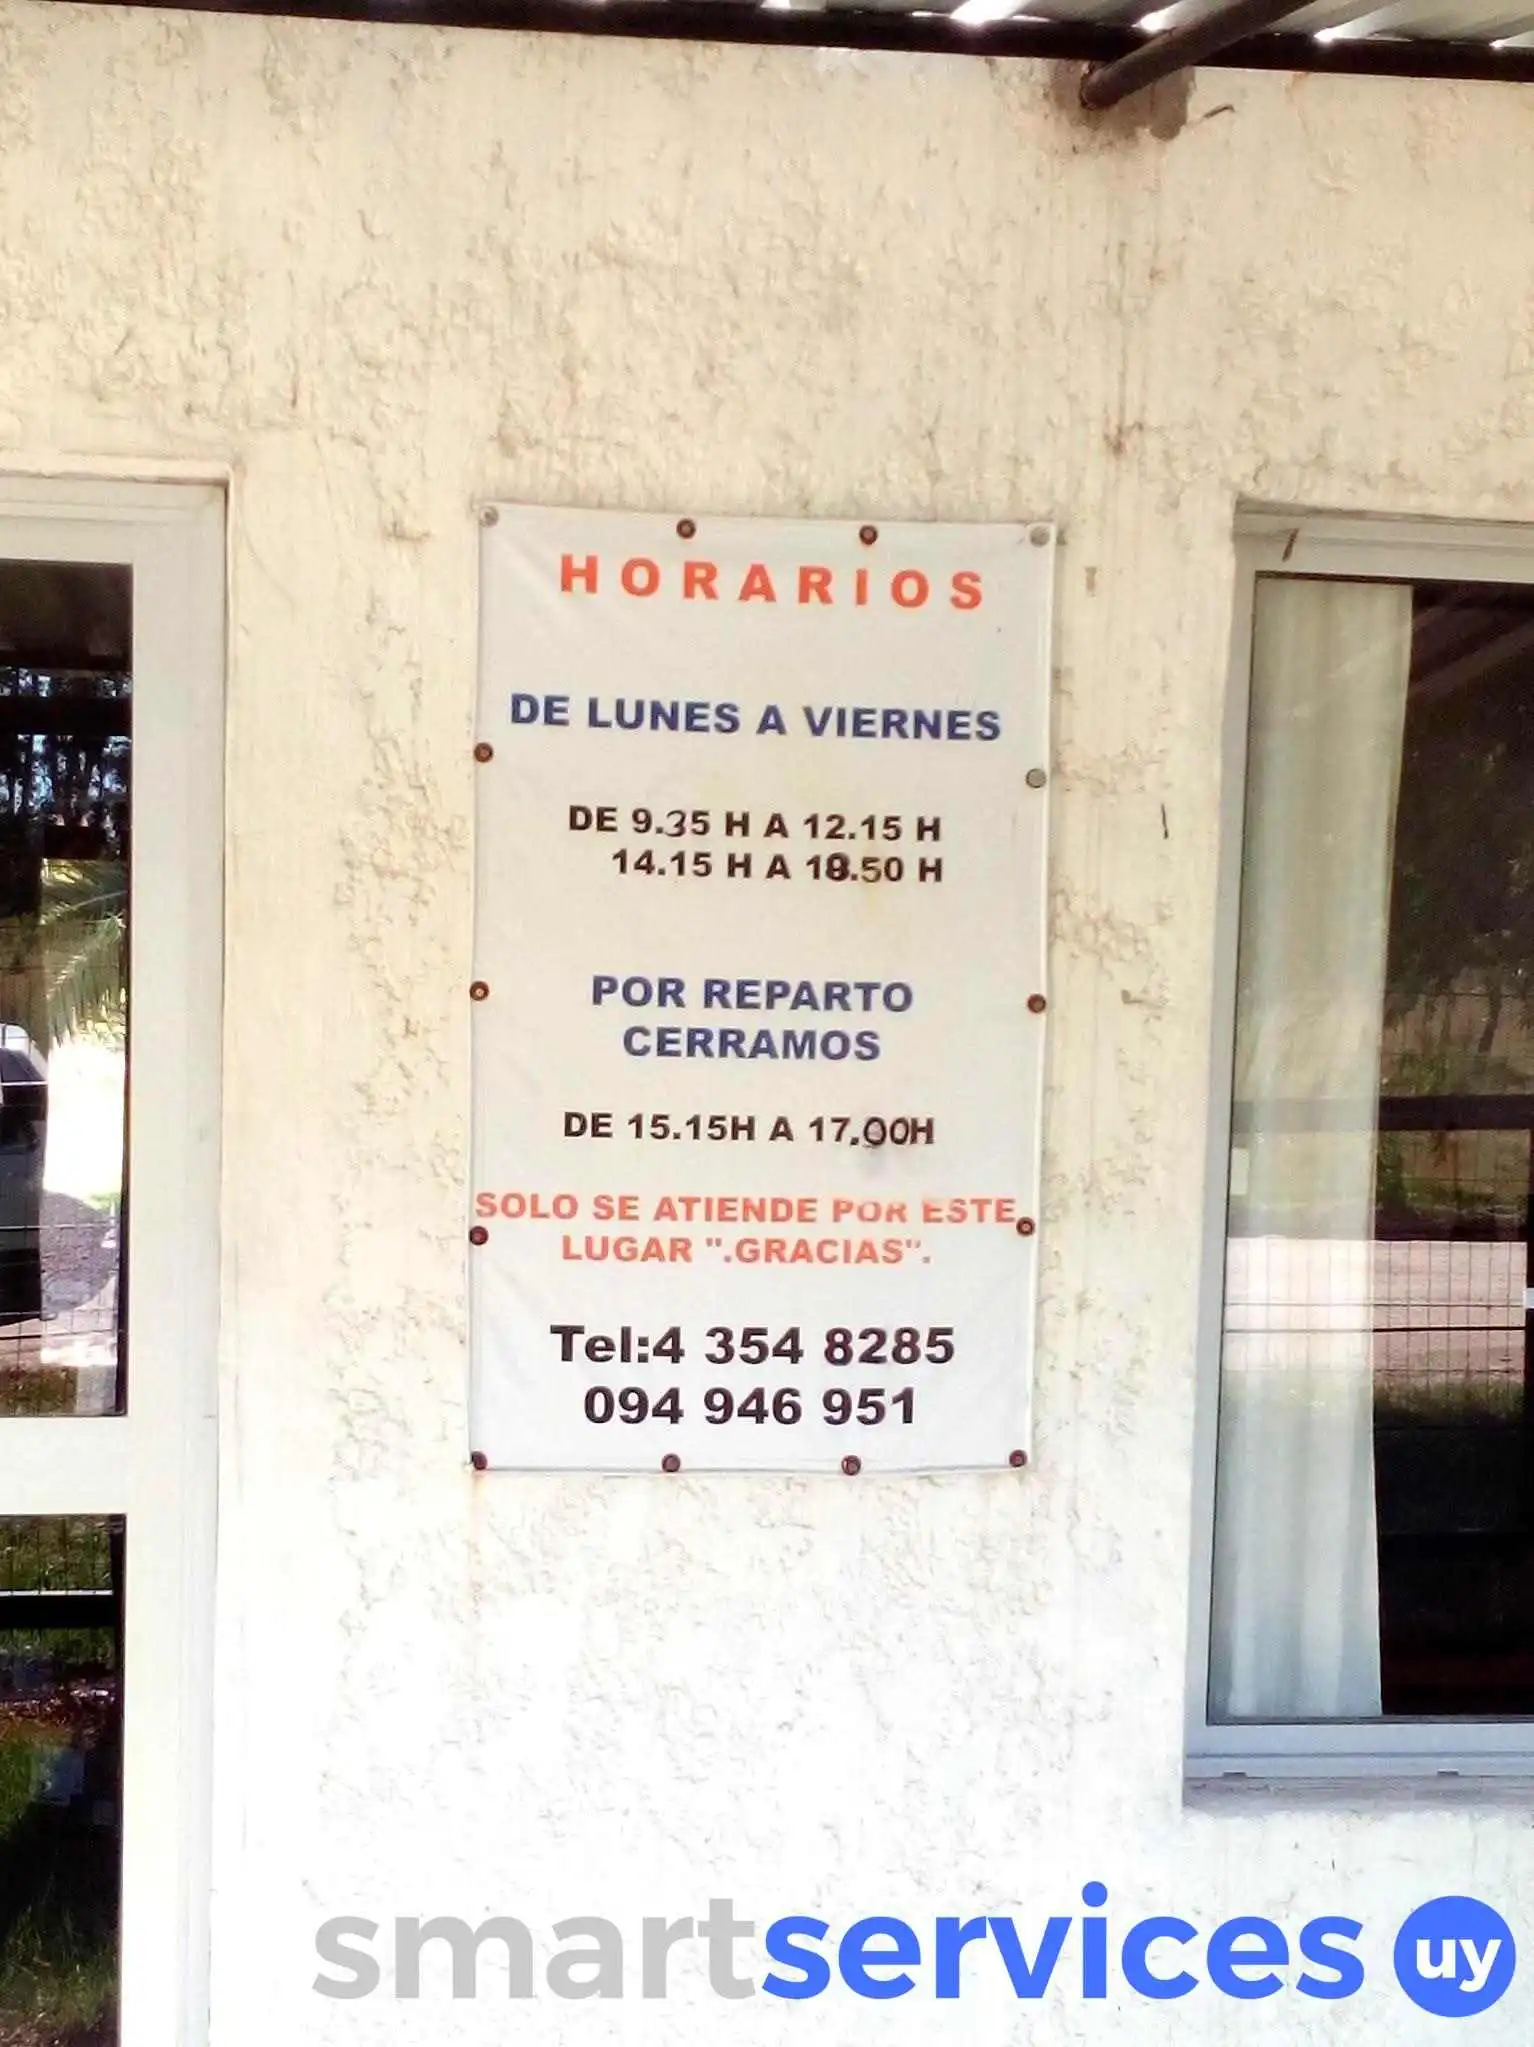 HORARIOS
DE LUNES A VIERNES
DE 9.35 H A 12.15 H
14.15 H A 18.50 H
POR REPARTO
CERRAMOS
DE 15.15H A 17.00H
SOLO SE ATIENDE POR ESTE
LUGAR ".GRACIAS".
Tel:4 354 8285
094 946 951
smartservices uy